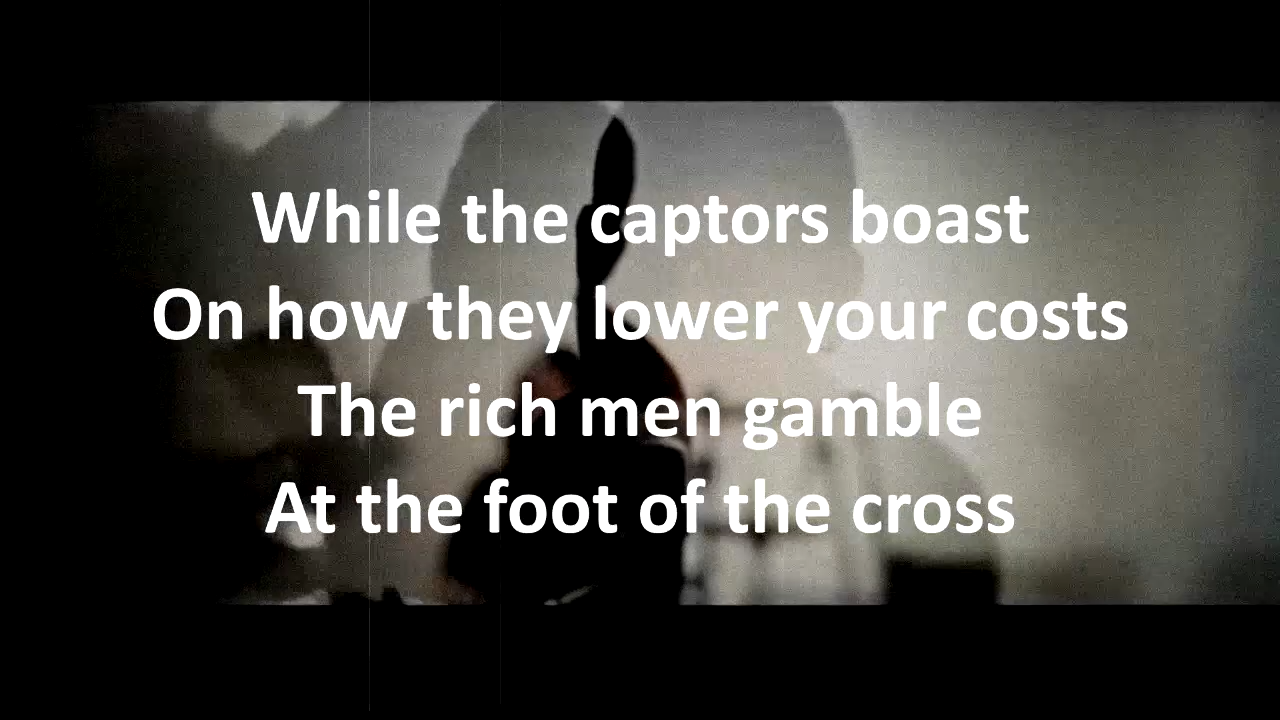 While the captors boast
On how they lower your costs
The rich men gamble
At the foot of the cross